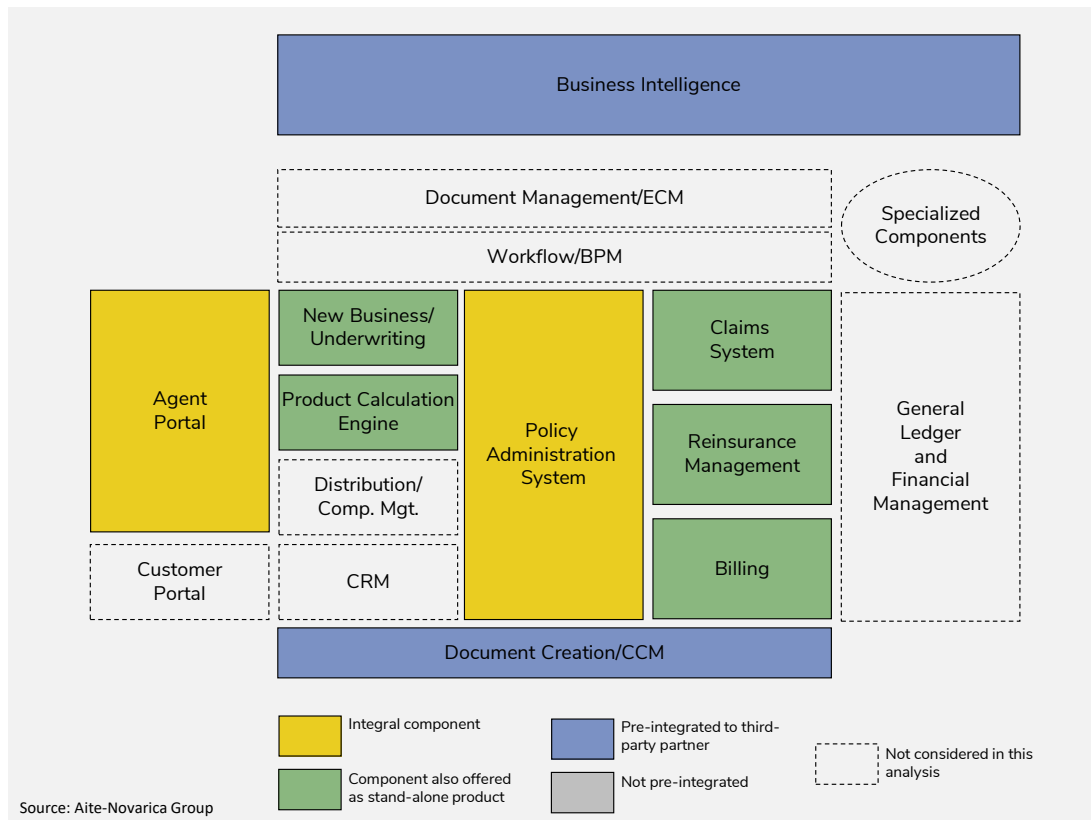 Business Intelligence
Document Management/ECM
Specialized
Components
Workflow/BPM
Agent
Portal
New Business/
Underwriting
Product Calculation
Engine
Distribution/
Comp. Mgt.
Customer
Portal
CRM
Policy
Administration
System
Claims
System
Reinsurance
Management
Billing
General
Ledger
and
Financial
Management
Document Creation/CCM
Integral component
Component also offered
as stand-alone product
Pre-integrated to third-
party partner
Not pre-integrated
Not considered in this
analysis
Source: Aite-Novarica Group